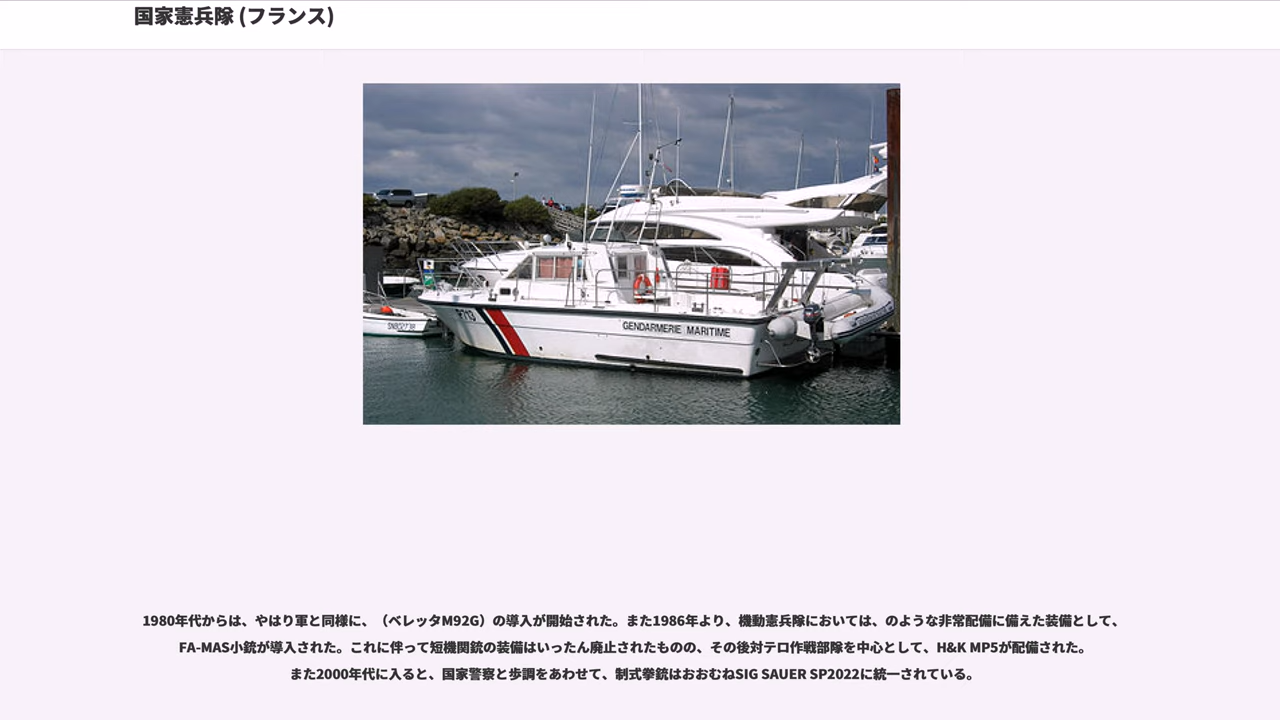 国家憲兵隊 (フランス)
P713
GENDARMERIE MARITIME
1980年代からは、やはり軍と同様に、（ベレッタM92G）の導入が開始された。また1986年より、機動憲兵隊においては、のような非常配備に備えた装備として、
FA-MAS小銃が導入された。これに伴って短機関銃の装備はいったん廃止されたものの、その後対テロ作戦部隊を中心として、H&K MP5が配備された。
また2000年代に入ると、国家警察と歩調をあわせて、制式拳銃はおおむねSIG SAUER SP2022に統一されている。